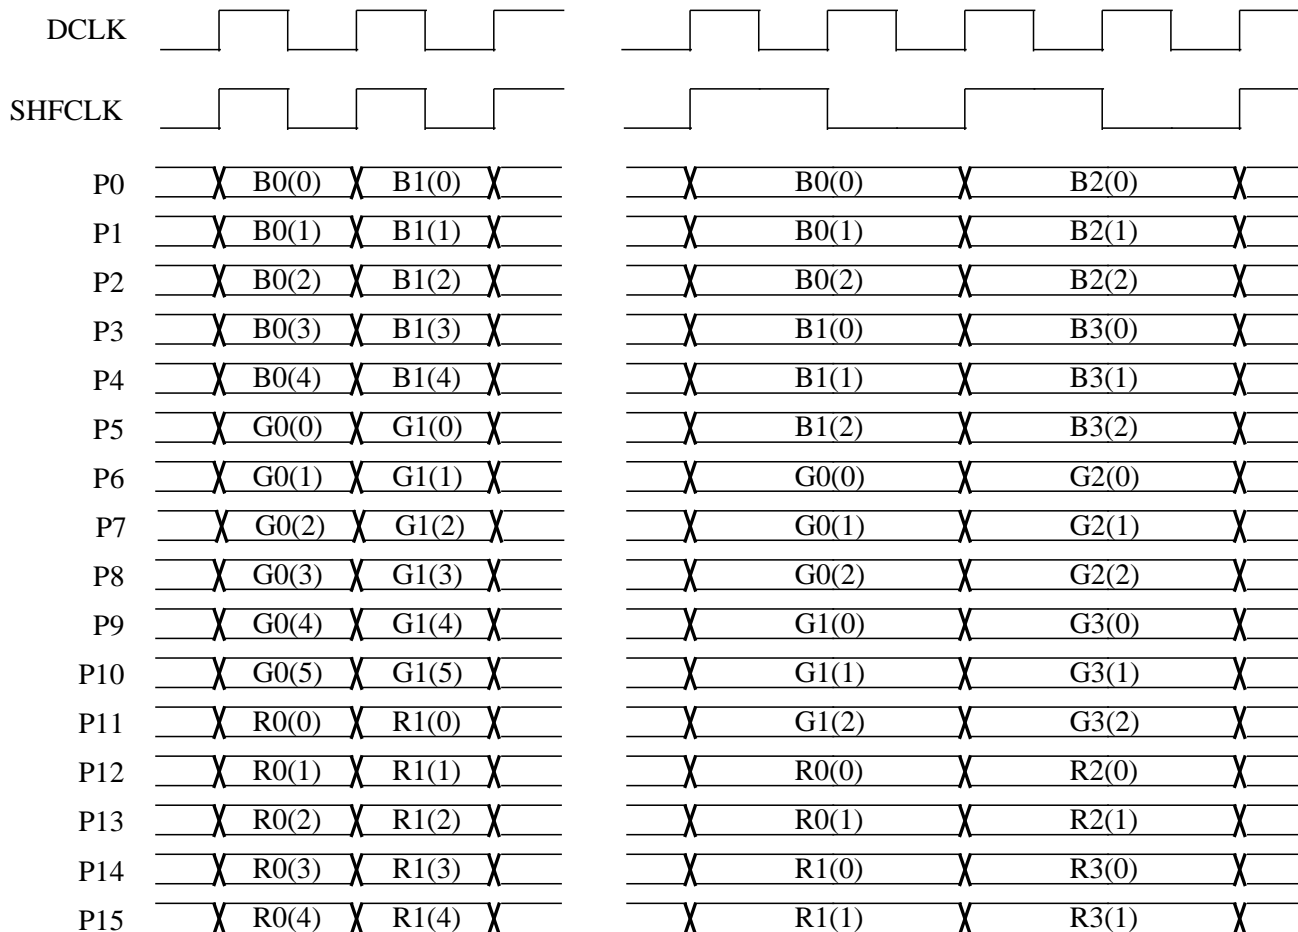 DCLK
SHFCLK
P0 B0(0) B1(0) B0(0) B2(0)
P1 B0(1) B1(1) B0(1) B2(1)
P2 B0(2) B1(2) B0(2) B2(2)
P3 B0(3) B1(3) B1(0) B3(0)
P4 B0(4) B1(4) B1(1) B3(1)
P5 G0(0) G1(0) B1(2) B3(2)
P6 G0(1) G1(1) G0(0) G2(0)
P7 G0(2) G1(2) G0(1) G2(1)
P8 G0(3) G1(3) G0(2) G2(2)
P9 G0(4) G1(4) G1(0) G3(0)
P10 G0(5) G1(5) G1(1) G3(1)
P11 R0(0) R1(0) G1(2) G3(2)
P12 R0(1) R1(1) R0(0) R2(0)
P13 R0(2) R1(2) R0(1) R2(1)
P14 R0(3) R1(3) R1(0) R3(0)
P15 R0(4) R1(4) R1(1) R3(1)